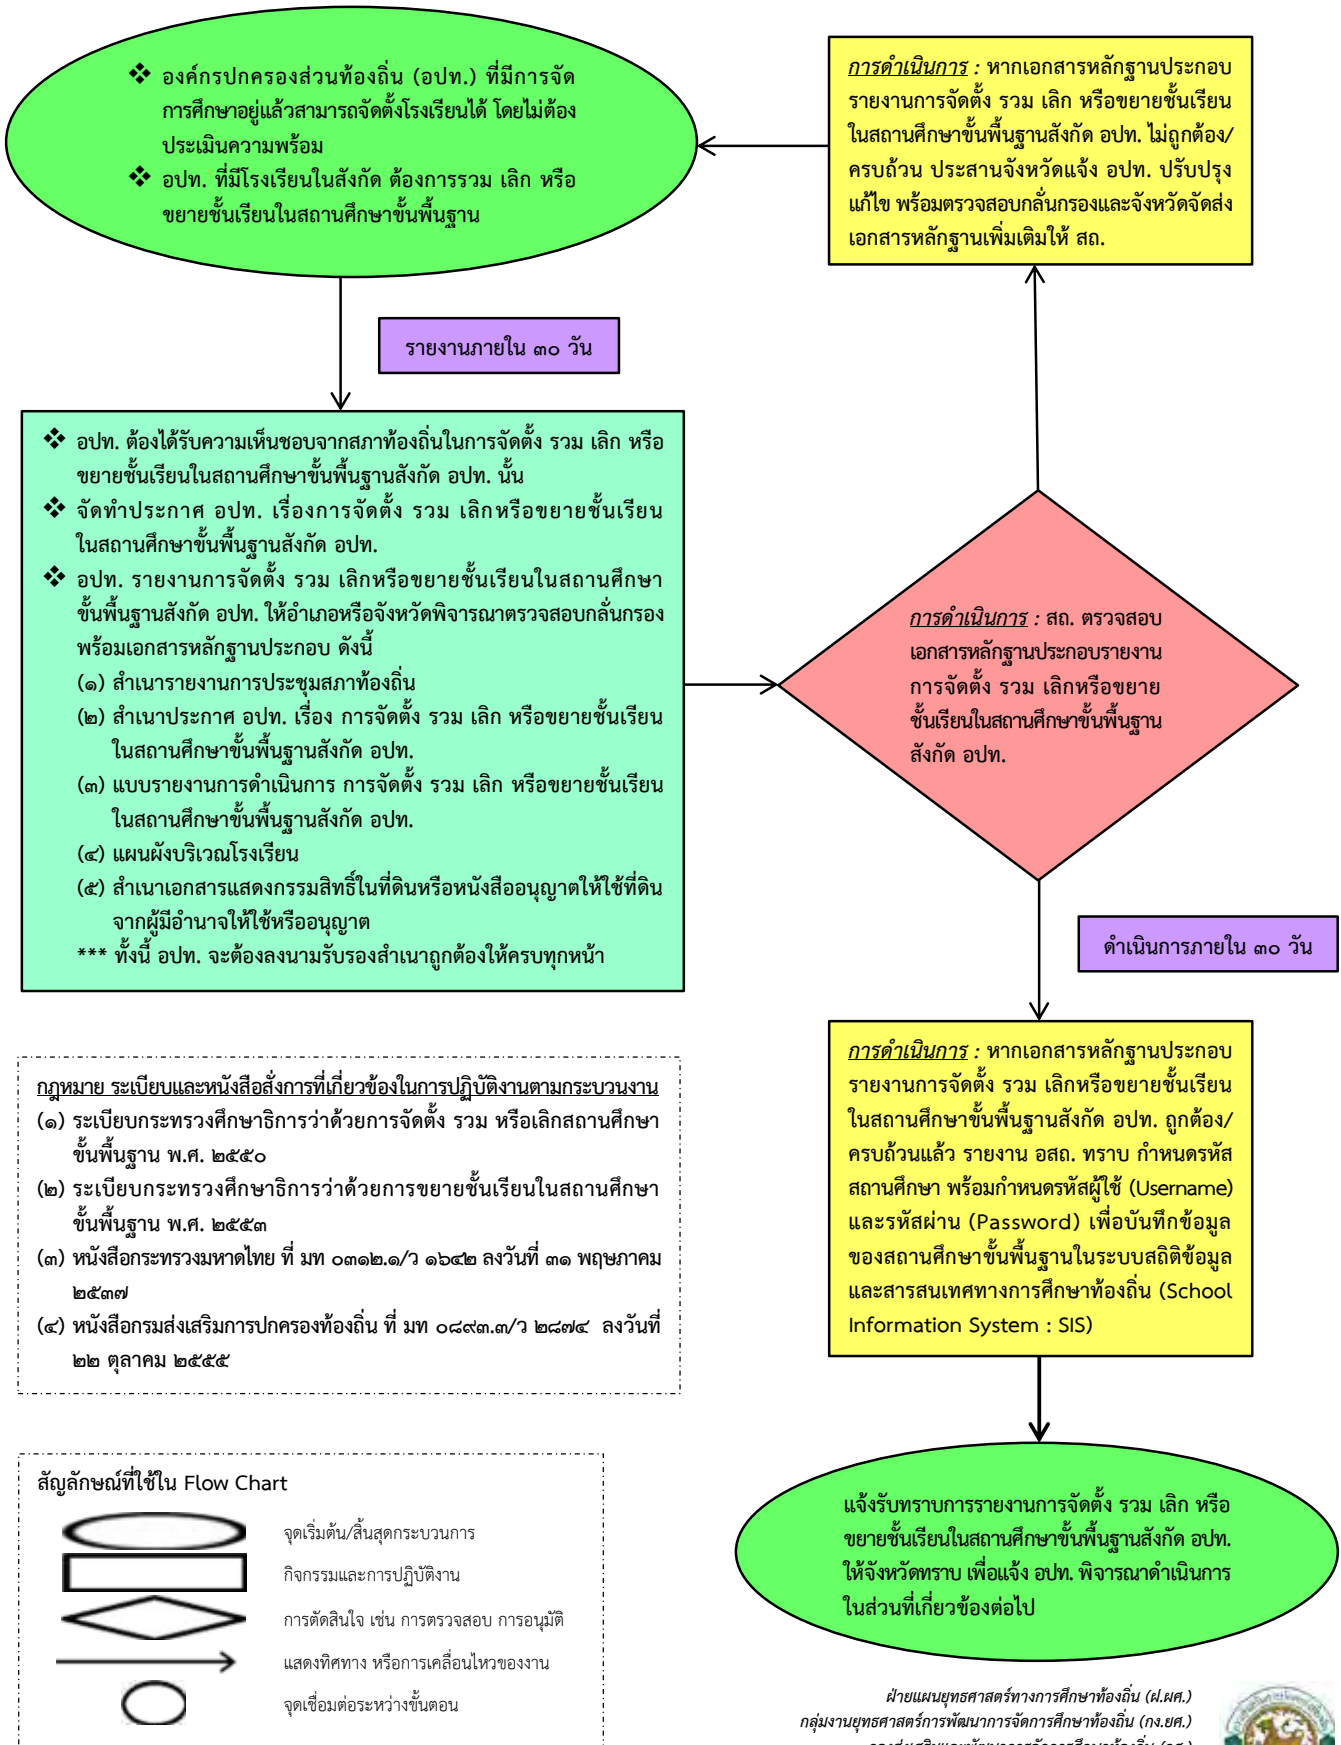 ❖ องค์กรปกครองส่วนท้องถิ่น (อปท.) ที่มีการจัด
การศึกษาอยู่แล้วสามารถจัดตั้งโรงเรียนได้ โดยไม่ต้อง
ประเมินความพร้อม
❖ อปท. ที่มีโรงเรียนในสังกัด ต้องการรวม เลิก หรือ
ขยายชั้นเรียนในสถานศึกษาขั้นพื้นฐาน
การดำเนินการ : หากเอกสารหลักฐานประกอบ
รายงานการจัดตั้ง รวม เลิก หรือขยายชั้นเรียน
ในสถานศึกษาขั้นพื้นฐานสังกัด อปท. ไม่ถูกต้อง/
ครบถ้วน ประสานจังหวัดแจ้ง อปท. ปรับปรุง
แก้ไข พร้อมตรวจสอบกลั่นกรองและจังหวัดจัดส่ง
เอกสารหลักฐานเพิ่มเติมให้ สถ.
รายงานภายใน ๓๐ วัน
❖ อปท. ต้องได้รับความเห็นชอบจากสภาท้องถิ่นในการจัดตั้ง รวม เลิก หรือ
ขยายชั้นเรียนในสถานศึกษาขั้นพื้นฐานสังกัด อปท. นั้น
❖ จัดทำประกาศ อปท. เรื่องการจัดตั้ง รวม เลิกหรือขยายชั้นเรียน
ในสถานศึกษาขั้นพื้นฐานสังกัด อปท.
❖ อปท. รายงานการจัดตั้ง รวม เลิกหรือขยายชั้นเรียนในสถานศึกษา
ขั้นพื้นฐานสังกัด อปท. ให้อำเภอหรือจังหวัดพิจารณาตรวจสอบกลั่นกรอง
พร้อมเอกสารหลักฐานประกอบ ดังนี้
(๑) สำเนารายงานการประชุมสภาท้องถิ่น
(๒) สำเนาประกาศ อปท. เรื่อง การจัดตั้ง รวม เลิก หรือขยายชั้นเรียน
ในสถานศึกษาขั้นพื้นฐานสังกัด อปท.
(๓) แบบรายงานการดำเนินการ การจัดตั้ง รวม เลิก หรือขยายชั้นเรียน
ในสถานศึกษาขั้นพื้นฐานสังกัด อปท.
(๔) แผนผังบริเวณโรงเรียน
(๕) สำเนาเอกสารแสดงกรรมสิทธิ์ในที่ดินหรือหนังสืออนุญาตให้ใช้ที่ดิน
จากผู้มีอำนาจให้ใช้หรืออนุญาต
*** ทั้งนี้ อปท. จะต้องลงนามรับรองสำเนาถูกต้องให้ครบทุกหน้า
การดำเนินการ : สถ. ตรวจสอบ
เอกสารหลักฐานประกอบรายงาน
การจัดตั้ง รวม เลิกหรือขยาย
ชั้นเรียนในสถานศึกษาขั้นพื้นฐาน
สังกัด อปท.
ดำเนินการภายใน ๓๐ วัน
การดำเนินการ : หากเอกสารหลักฐานประกอบ
รายงานการจัดตั้ง รวม เลิกหรือขยายชั้นเรียน
ในสถานศึกษาขั้นพื้นฐานสังกัด อปท. ถูกต้อง/
ครบถ้วนแล้ว รายงาน อสถ. ทราบ กำหนดรหัส
สถานศึกษา พร้อมกำหนดรหัสผู้ใช้ (Username)
และรหัสผ่าน (Password) เพื่อบันทึกข้อมูล
ของสถานศึกษาขั้นพื้นฐานในระบบสถิติข้อมูล
และสารสนเทศทางการศึกษาท้องถิ่น (School
Information System : SIS)
กฎหมาย ระเบียบและหนังสือสั่งการที่เกี่ยวข้องในการปฏิบัติงานตามกระบวนงาน
(๑) ระเบียบกระทรวงศึกษาธิการว่าด้วยการจัดตั้ง รวม หรือเลิกสถานศึกษา
ขั้นพื้นฐาน พ.ศ. ๒๕๕๐
(๒) ระเบียบกระทรวงศึกษาธิการว่าด้วยการขยายชั้นเรียนในสถานศึกษา
ขั้นพื้นฐาน พ.ศ. ๒๕๕๓
(๓) หนังสือกระทรวงมหาดไทย ที่ มท ๐๓๑๒.๑/ว ๑๖๔๒ ลงวันที่ ๓๑ พฤษภาคม
๒๕๓๗
(๔) หนังสือกรมส่งเสริมการปกครองท้องถิ่น ที่ มท ๐๘๙๓.๓/ว ๒๘๗๔ ลงวันที่
๒๒ ตุลาคม ๒๕๕๕
สัญลักษณ์ที่ใช้ใน Flow Chart
จุดเริ่มต้น/สิ้นสุดกระบวนการ
กิจกรรมและการปฏิบัติงาน
การตัดสินใจ เช่น การตรวจสอบ การอนุมัติ
แสดงทิศทาง หรือการเคลื่อนไหวของงาน
จุดเชื่อมต่อระหว่างขั้นตอน
แจ้งรับทราบการรายงานการจัดตั้ง รวม เลิก หรือ
ขยายชั้นเรียนในสถานศึกษาขั้นพื้นฐานสังกัด อปท.
ให้จังหวัดทราบ เพื่อแจ้ง อปท. พิจารณาดำเนินการ
ในส่วนที่เกี่ยวข้องต่อไป
ฝ่ายแผนยุทธศาสตร์ทางการศึกษาท้องถิ่น (ฝ.ผศ.)
กลุ่มงานยุทธศาสตร์การพัฒนาการจัดการศึกษาท้องถิ่น (กง.ยศ.)